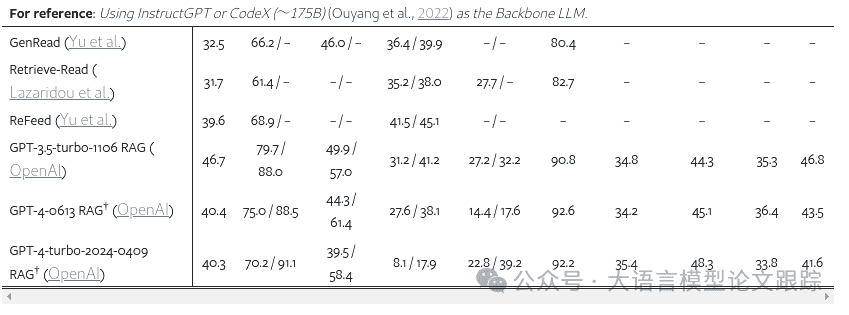 For reference: Using InstructGPT or CodeX (~175B) (Ouyang et al., 2022) as the Backbone LLM.
GenRead (Yu et al.) 32.5 66.2 / – 46.0 / – 36.4 / 39.9 – / – 80.4 – – – –
Retrieve-Read (
Lazaridou et al.) 31.7 61.4 / – – / – 35.2 / 38.0 27.7 / – 82.7 – – – –
ReFeed (Yu et al.) 39.6 68.9 / – – / – 41.5 / 45.1 – / – – – – – –
GPT-3.5-turbo-1106 RAG (
OpenAI) 46.7 79.7 / 88.0 49.9 / 57.0 31.2 / 41.2 27.2 / 32.2 90.8 34.8 44.3 35.3 46.8
GPT-4-0613 RAG† (OpenAI) 40.4 75.0 / 88.5 44.3 / 61.4 27.6 / 38.1 14.4 / 17.6 92.6 34.2 45.1 36.4 43.5
GPT-4-turbo-2024-0409
RAG† (OpenAI) 40.3 70.2 / 91.1 39.5 / 58.4 8.1 / 17.9 22.8 / 39.2 92.2 35.4 48.3 33.8 41.6
公众号 · 大语言模型论文跟踪